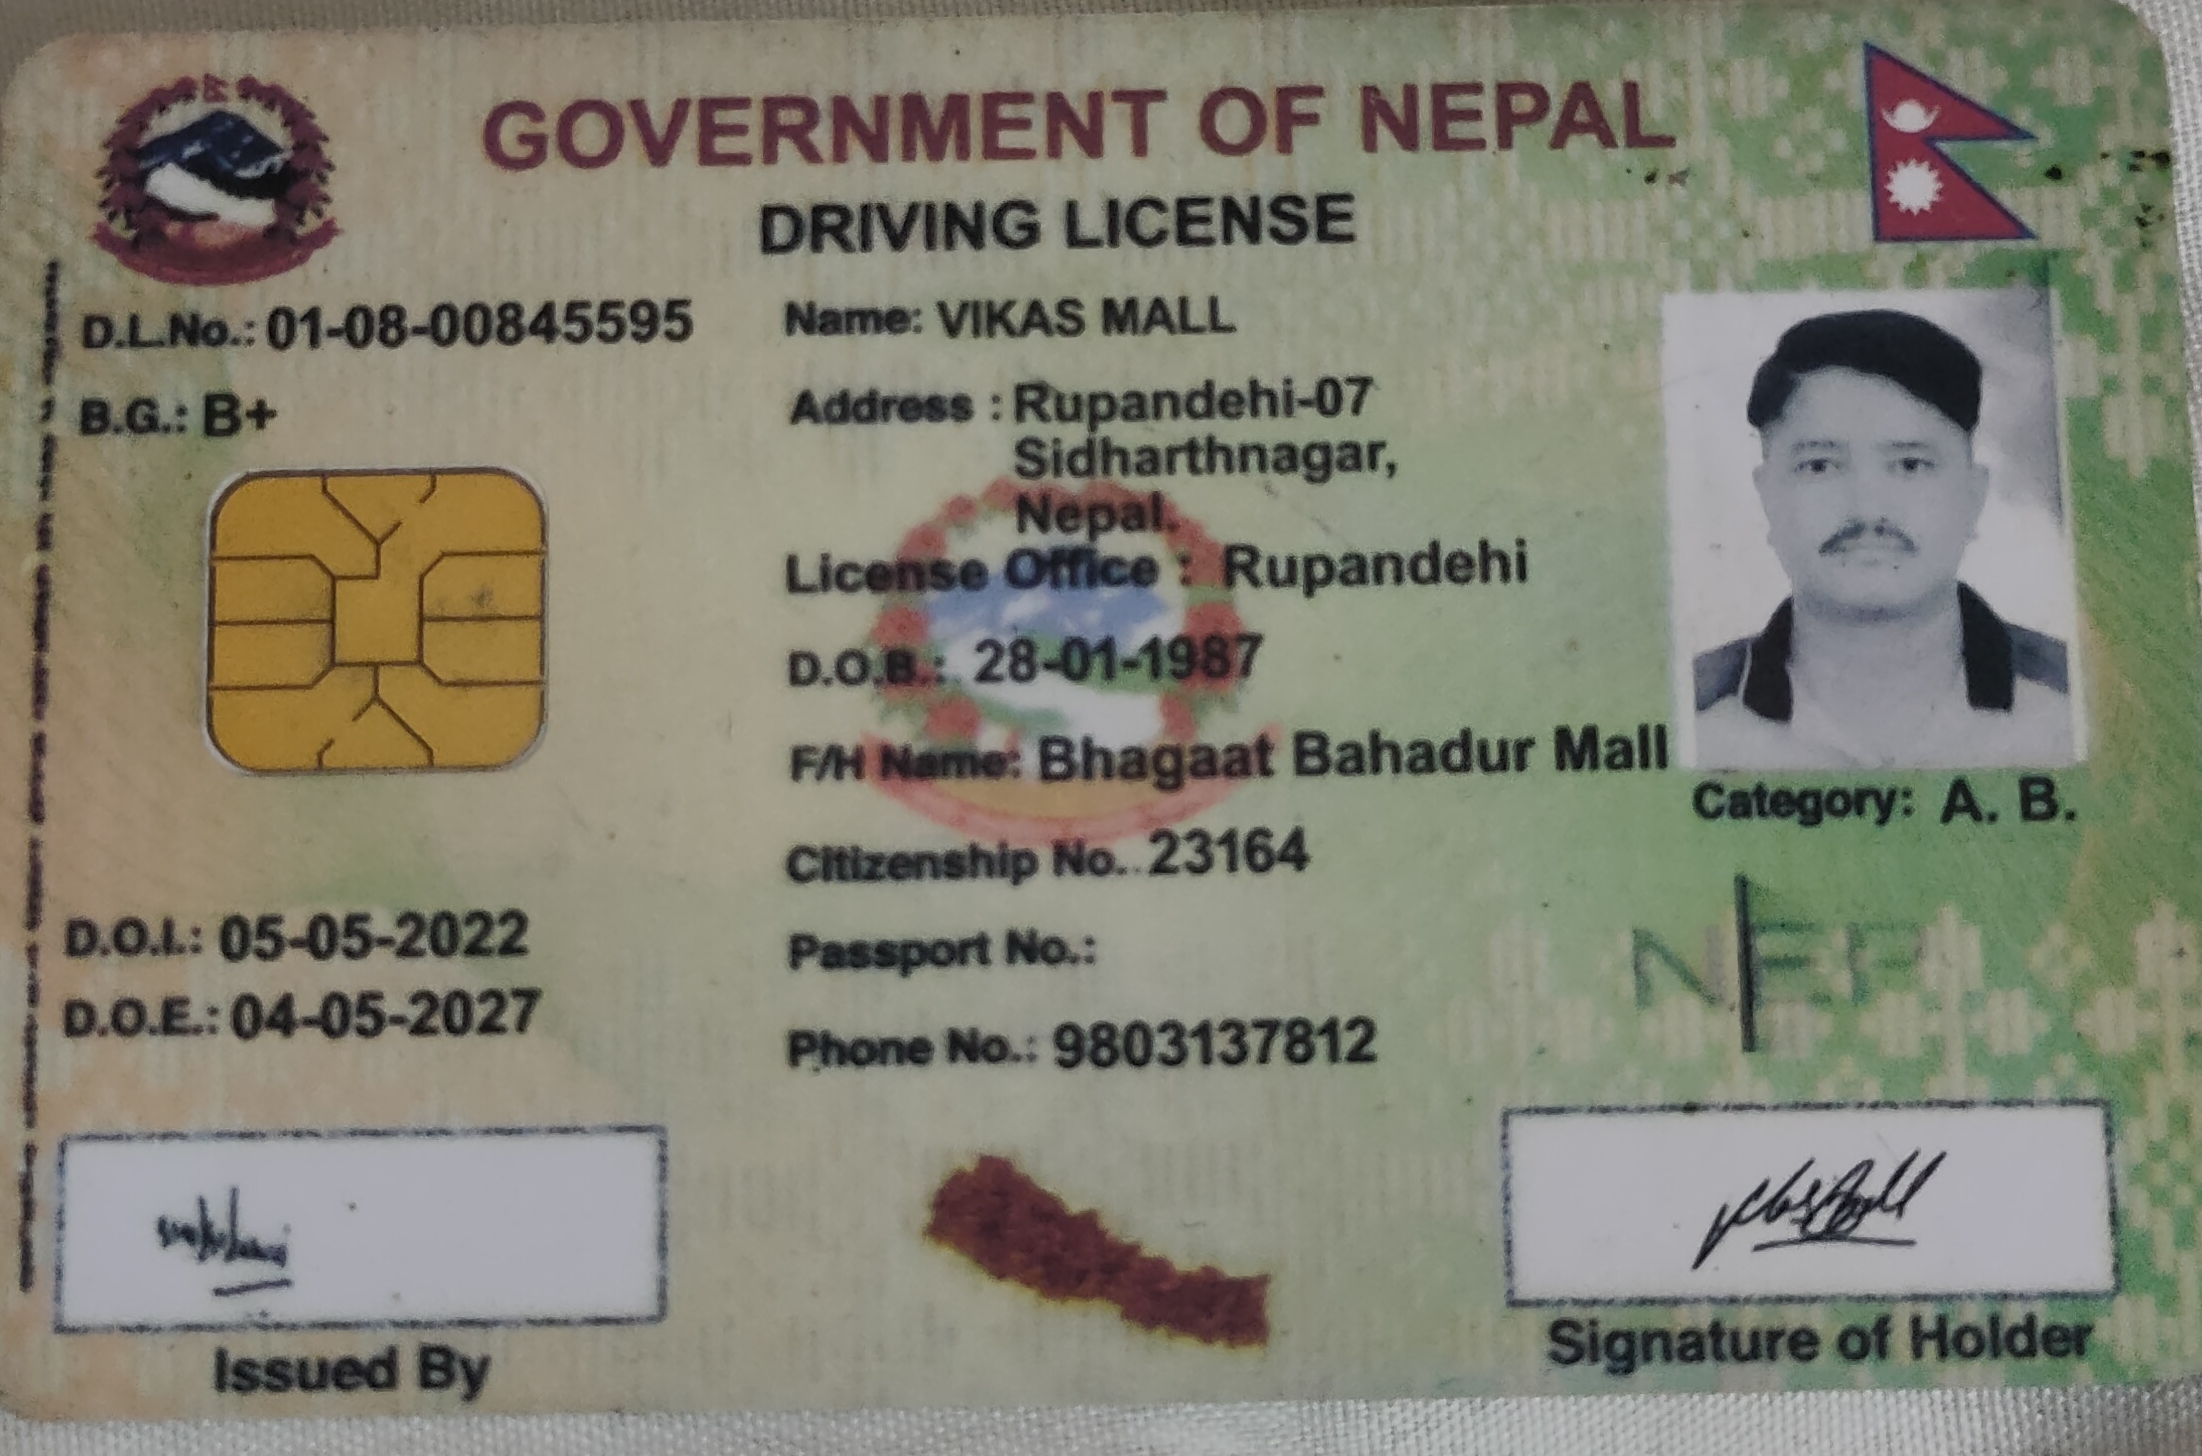 GOVERNMENT OF NEPAL
DRIVING LICENSE
D.L.No.: 01-08-00845595
B.G.: B+
Name: VIKAS MALL
Address : Rupandehi-07
Sidharthnagar,
Nepal.
License Office : Rupandehi
D.O.B.: 28-01-1987
F/H Name: Bhagaat Bahadur Mall
Category: A. B.
Citizenship No.. 23164
D.O.I.: 05-05-2022
Passport No.:
D.O.E.: 04-05-2027
Phone No.: 9803137812
NEP
Issued By
Signature of Holder